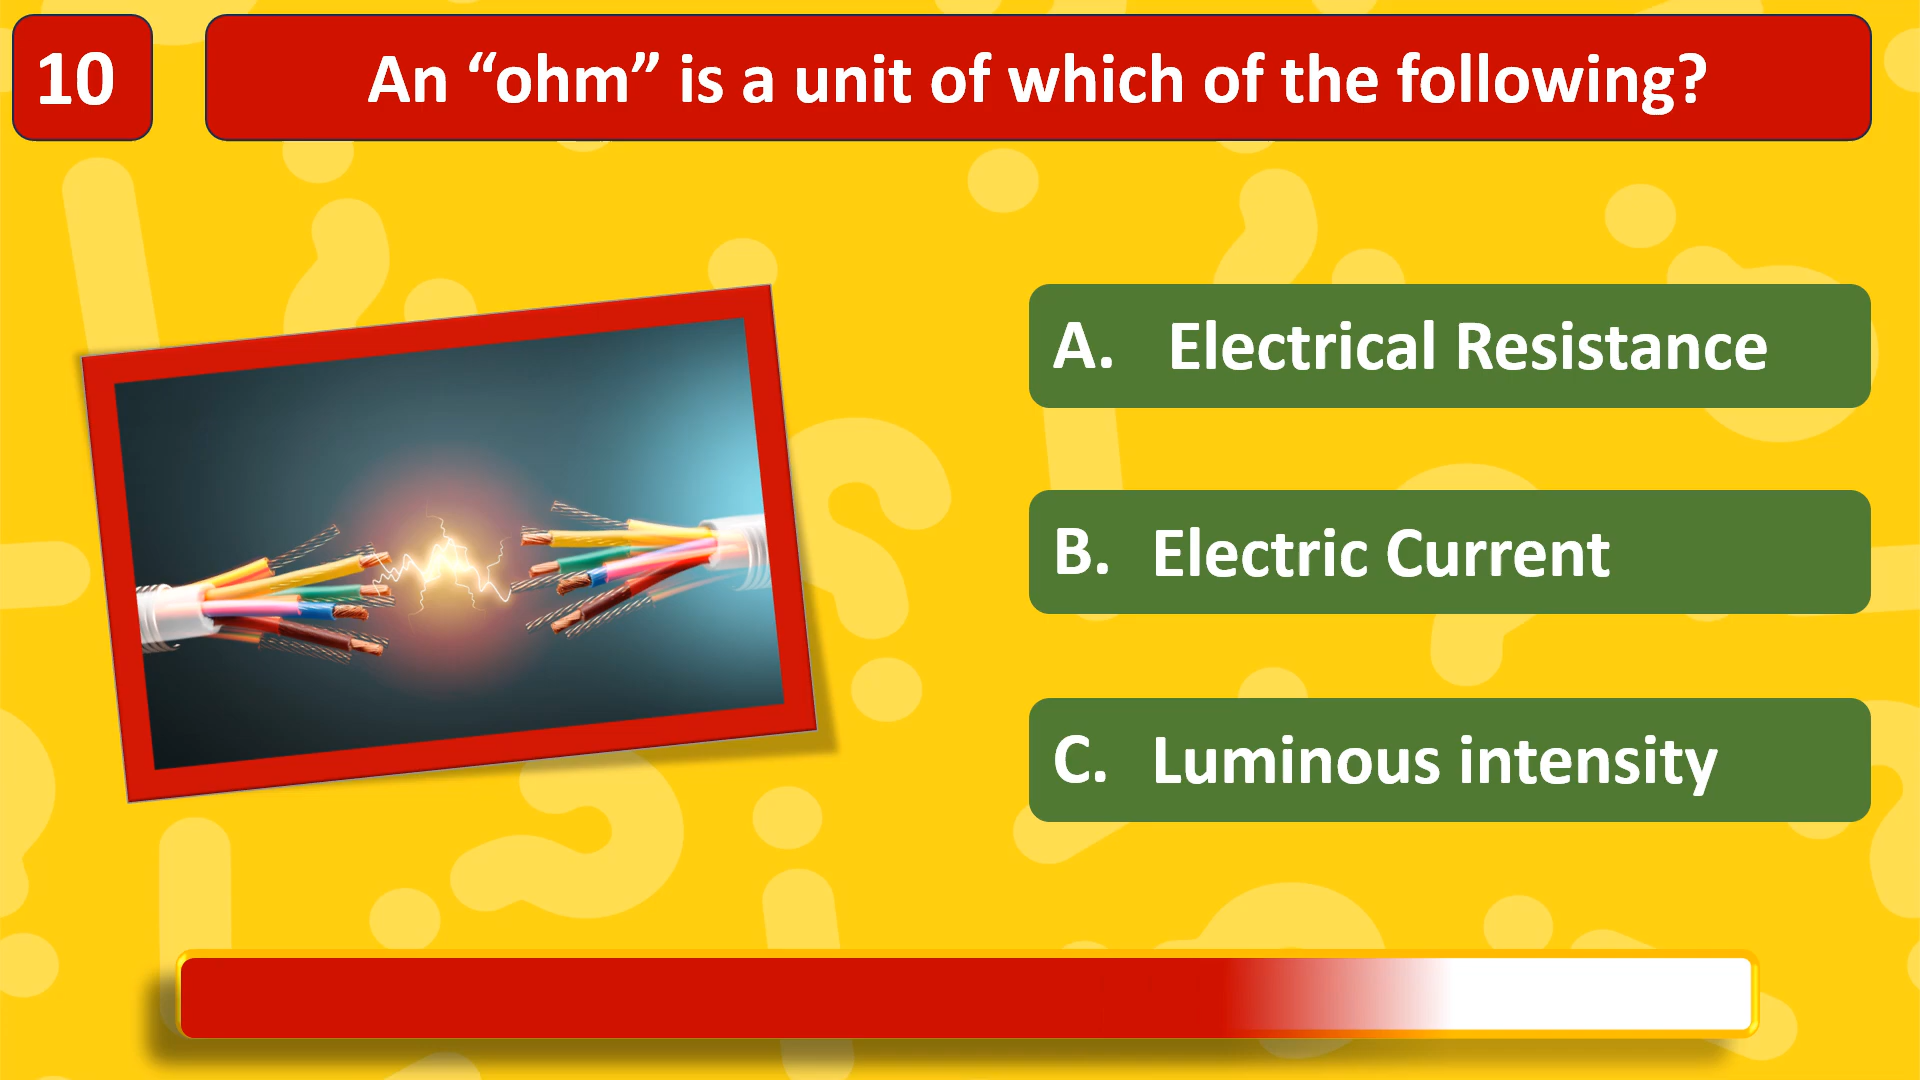 10
An “ohm” is a unit of which of the following?
A. Electrical Resistance
B. Electric Current
C. Luminous intensity